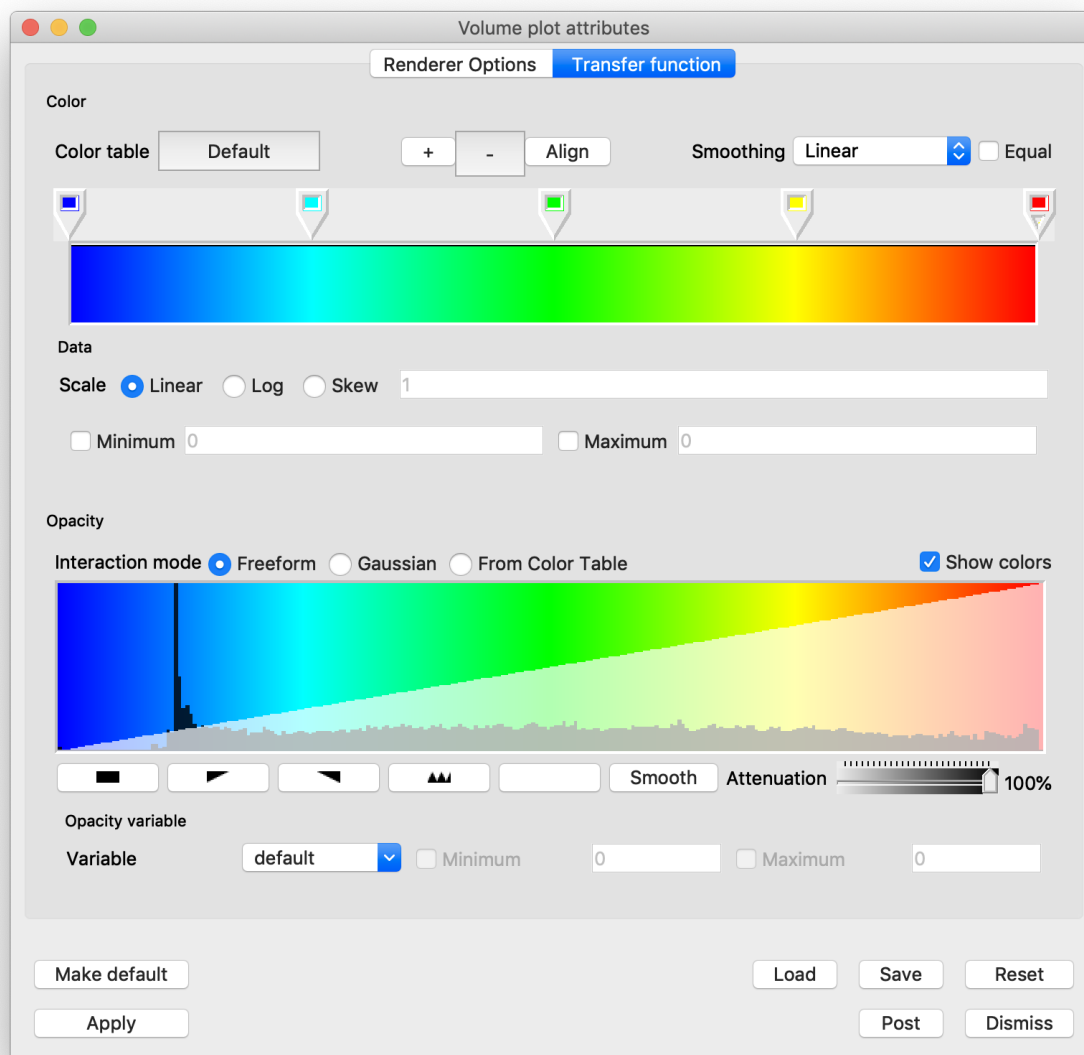 Volume plot attributes
Renderer Options Transfer function
Color
Color table Default + - Align Smoothing Linear Equal
Data
Scale Linear Log Skew 1
Minimum 0 Maximum 0
Opacity
Interaction mode Freeform Gaussian From Color Table Show colors
Smooth Attenuation 100%
Opacity variable
Variable default Minimum 0 Maximum 0
Make default Load Save Reset
Apply Post Dismiss